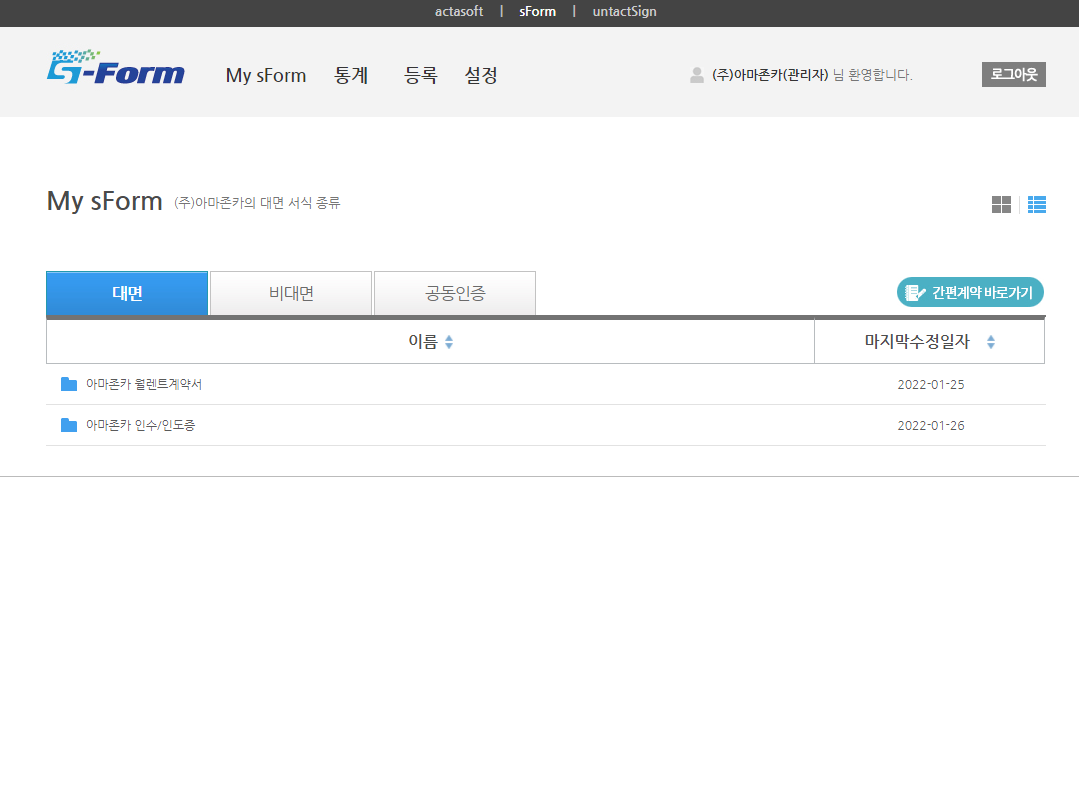 actasoft | sForm | untactSign
S-Form My sForm 통계 등록 설정 (주)아마존카(관리자) 님 환영합니다. 로그아웃
My sForm (주)아마존카의 대면 서식 종류
대면 비대면 공동인증 간편계약 바로가기
이름 마지막수정일자
아마존카 월렌트계약서 2022-01-25
아마존카 인수/인도증 2022-01-26